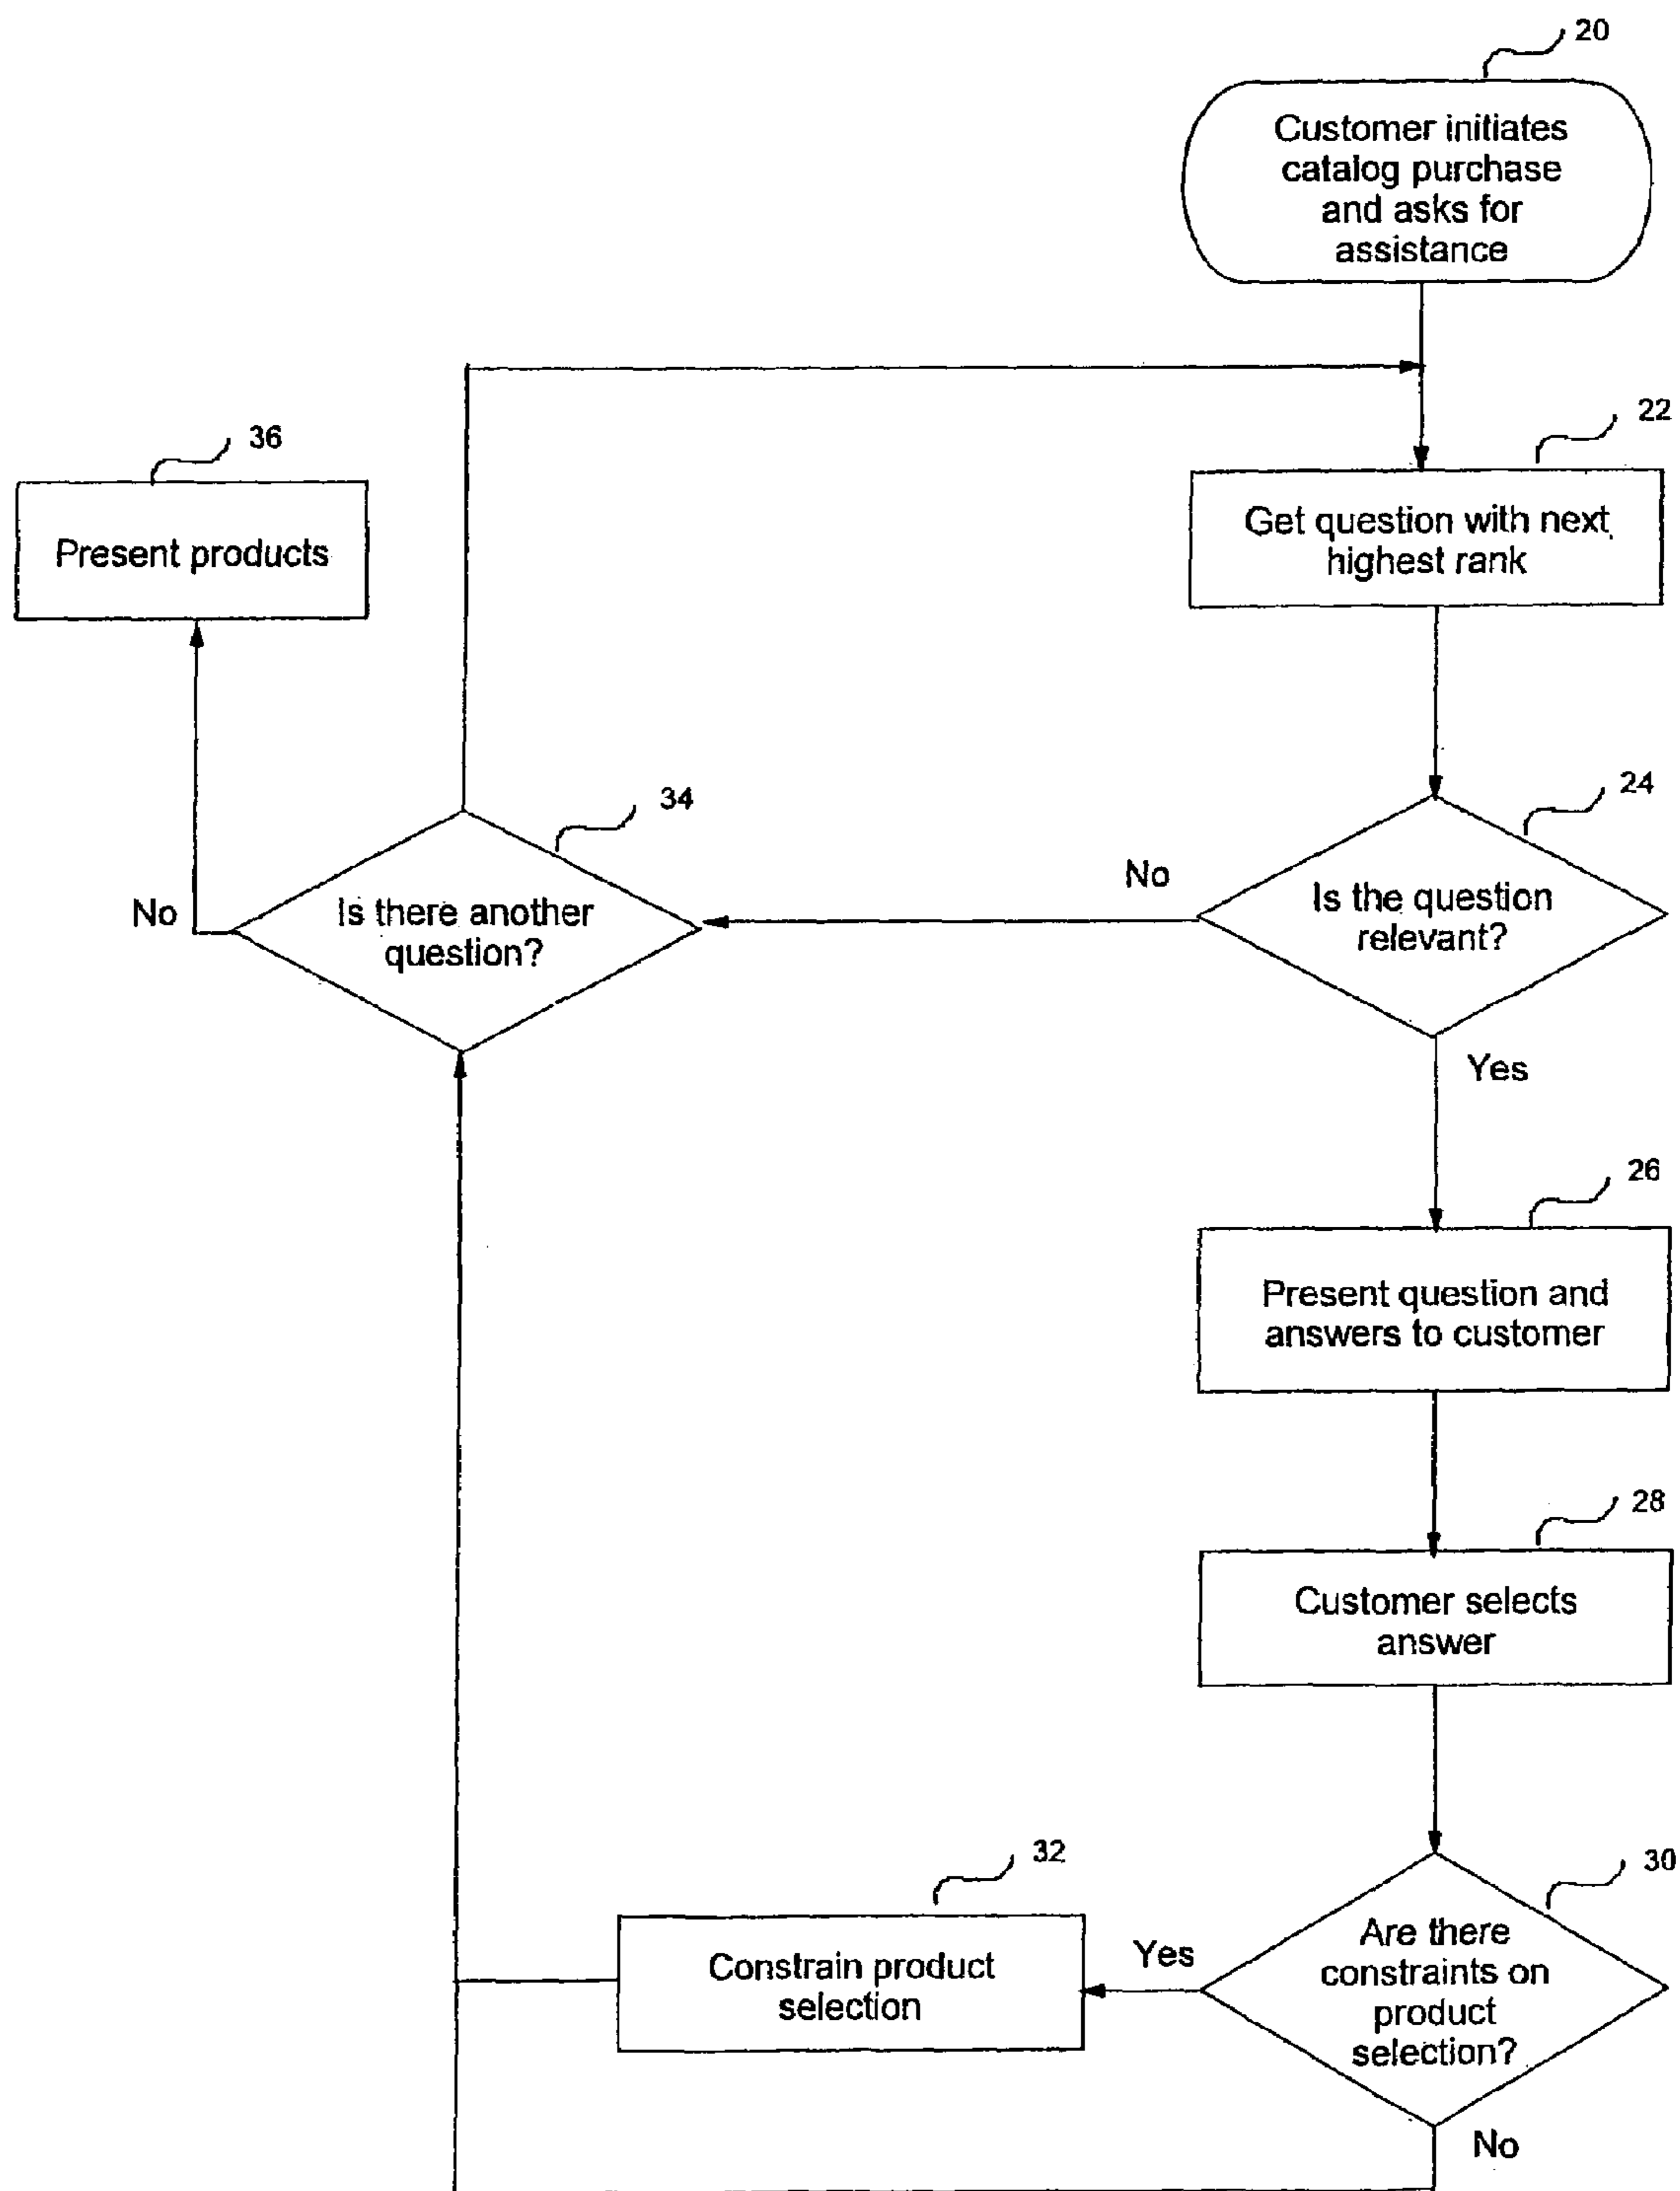 20
Customer initiates
catalog purchase
and asks for
assistance
22
Get question with next
highest rank
36
Present products
24
Is the question
relevant?
No
Yes
34
Is there another
question?
No
26
Present question and
answers to customer
28
Customer selects
answer
30
Are there
constraints on
product
selection?
Yes
No
32
Constrain product
selection